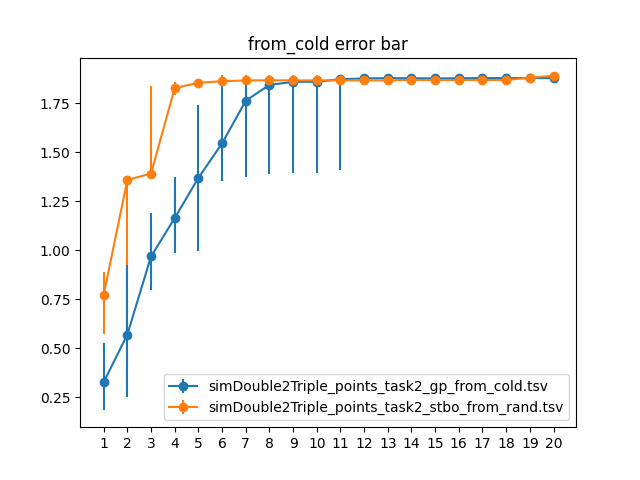 from_cold error bar
1.75
1.50
1.25
1.00
0.75
0.50
0.25
simDouble2Triple_points_task2_gp_from_cold.tsv
simDouble2Triple_points_task2_stbo_from_rand.tsv
1 2 3 4 5 6 7 8 9 10 11 12 13 14 15 16 17 18 19 20